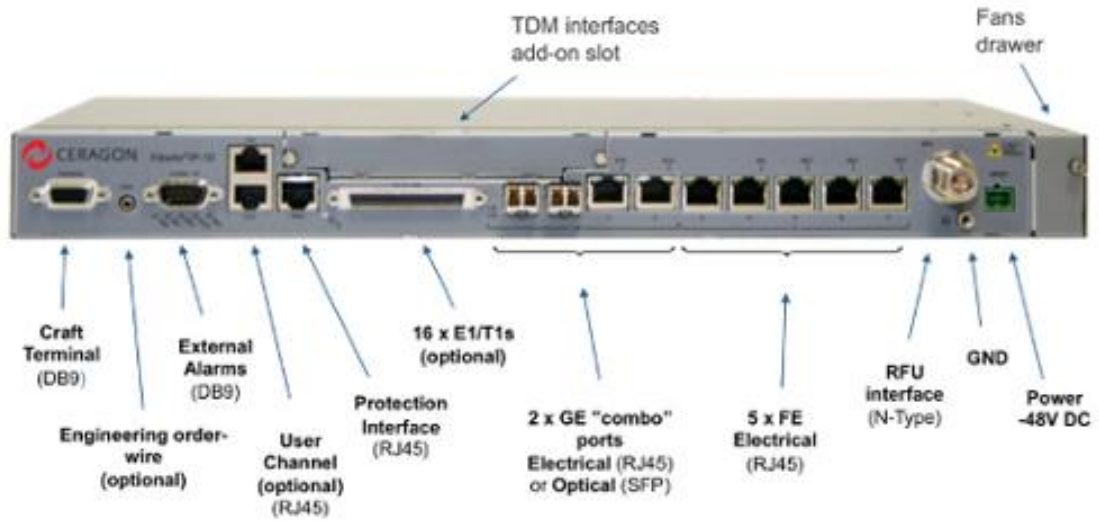 TDM interfaces
add-on slot
Fans
drawer
CERAGON
Craft
Terminal
(DB9)
Engineering order-
wire
(optional)
External
Alarms
(DB9)
User
Channel
(optional)
(RJ45)
Protection
Interface
(RJ45)
16 x E1/T1s
(optional)
2 x GE "combo"
ports
Electrical (RJ45)
or Optical (SFP)
5 x FE
Electrical
(RJ45)
RFU
interface
(N-Type)
GND
Power
-48V DC